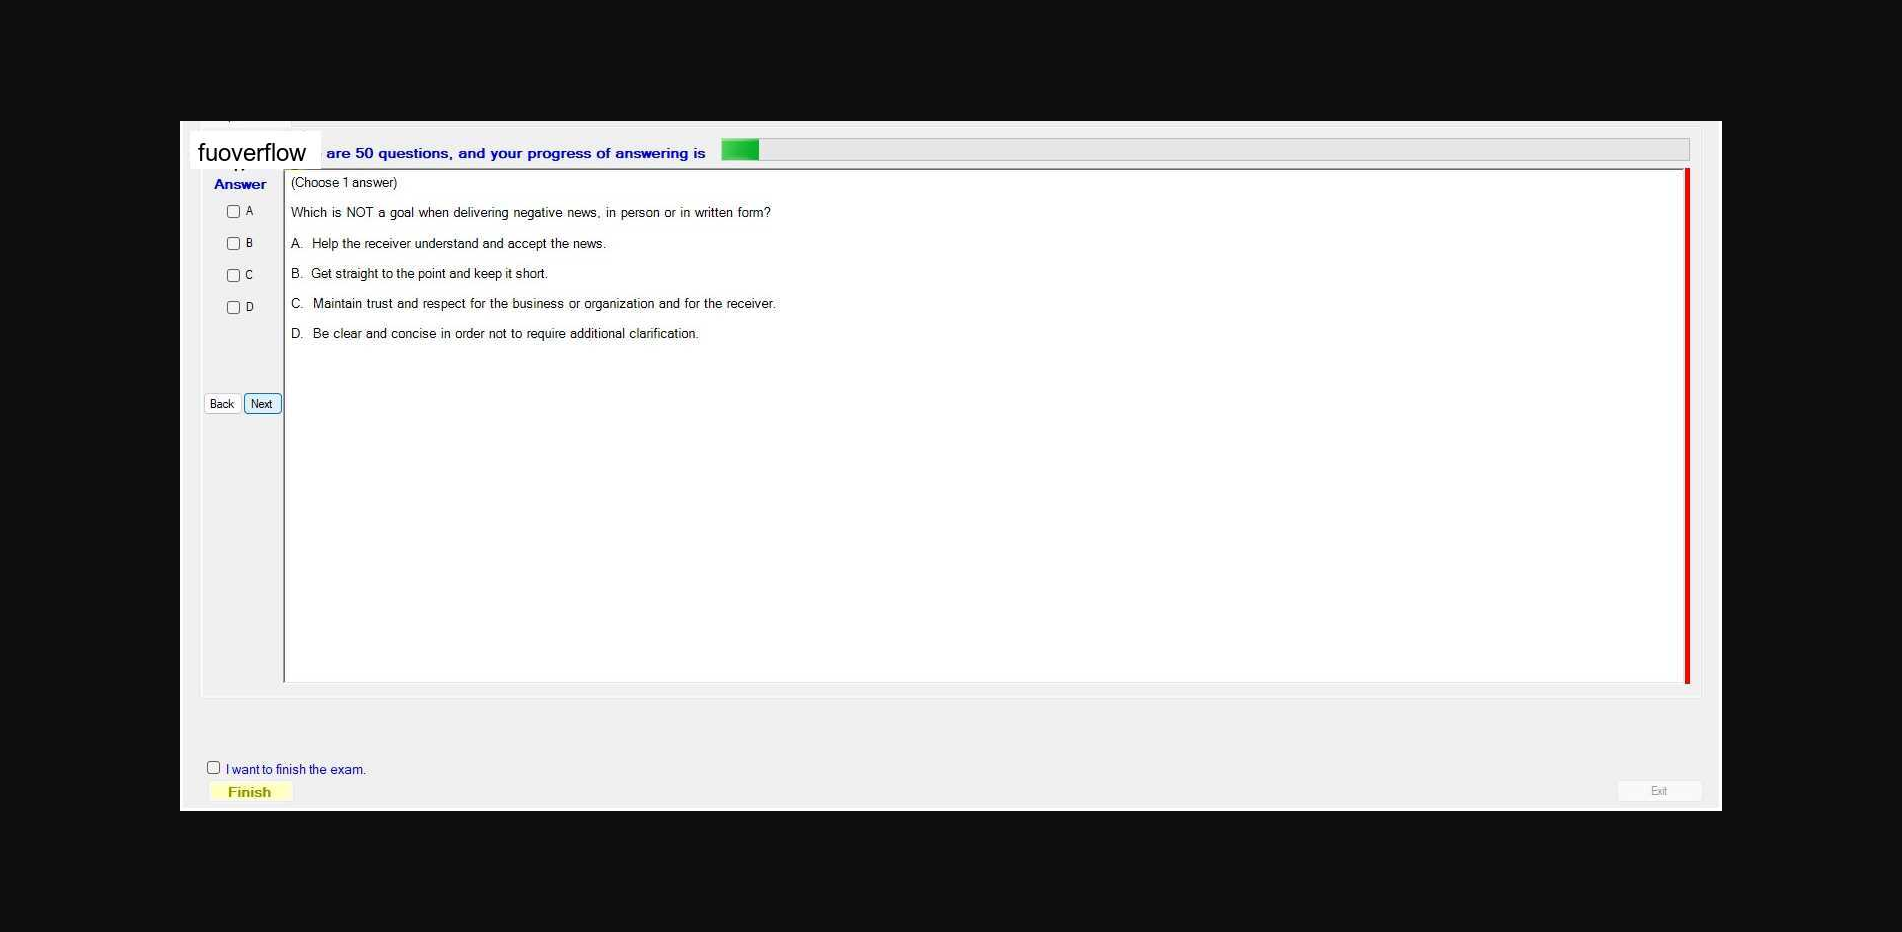 fuoverflow are 50 questions, and your progress of answering is
Answer
(Choose 1 answer)
A
Which is NOT a goal when delivering negative news, in person or in written form?
B
A. Help the receiver understand and accept the news.
C
B. Get straight to the point and keep it short.
D
C. Maintain trust and respect for the business or organization and for the receiver.
D. Be clear and concise in order not to require additional clarification.
Back Next
I want to finish the exam.
Finish
Exit